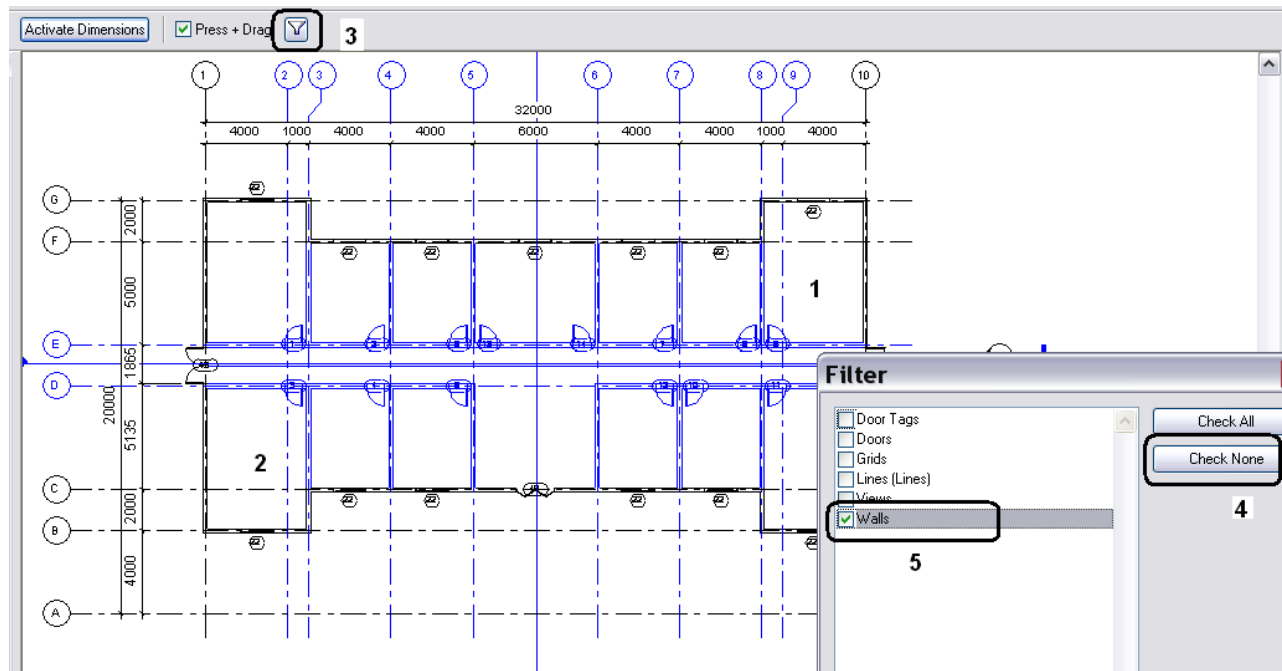 Activate Dimensions Press + Drag 3
1 2 3 4 5 6 7 8 9 10
32000
4000 1000 4000 4000 6000 4000 4000 1000 4000
G
2000
F
5000
1
E
1865
D
20000
5135
2
C
2000
B
4000
A
Filter
Door Tags
Doors
Grids
Lines (Lines)
Views
Walls
Check All
Check None
4
5